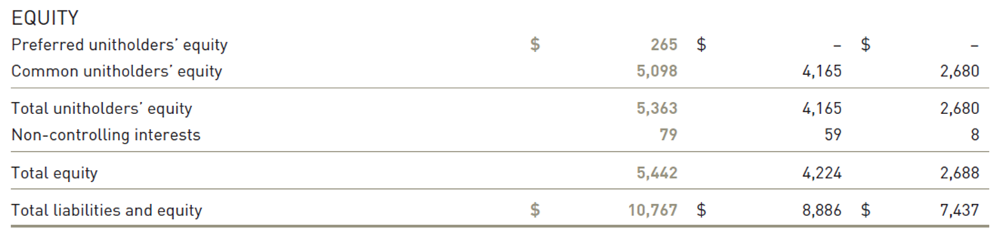 EQUITY
Preferred unitholders’ equity $ 265 $ – $ –
Common unitholders’ equity 5,098 4,165 2,680
Total unitholders’ equity 5,363 4,165 2,680
Non-controlling interests 79 59 8
Total equity 5,442 4,224 2,688
Total liabilities and equity $ 10,767 $ 8,886 $ 7,437